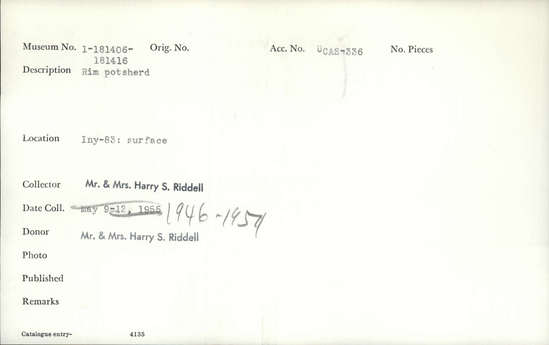 Museum No. 1-181406- Orig. No. Acc. No. UCAS-336 No. Pieces
181416
Description Rim potsherd
Location Iny-83: surface
Collector Mr. & Mrs. Harry S. Riddell
Date Coll. May 9-12, 1955 1946-1951
Donor Mr. & Mrs. Harry S. Riddell
Photo
Published
Remarks
Catalogue entry- 4135